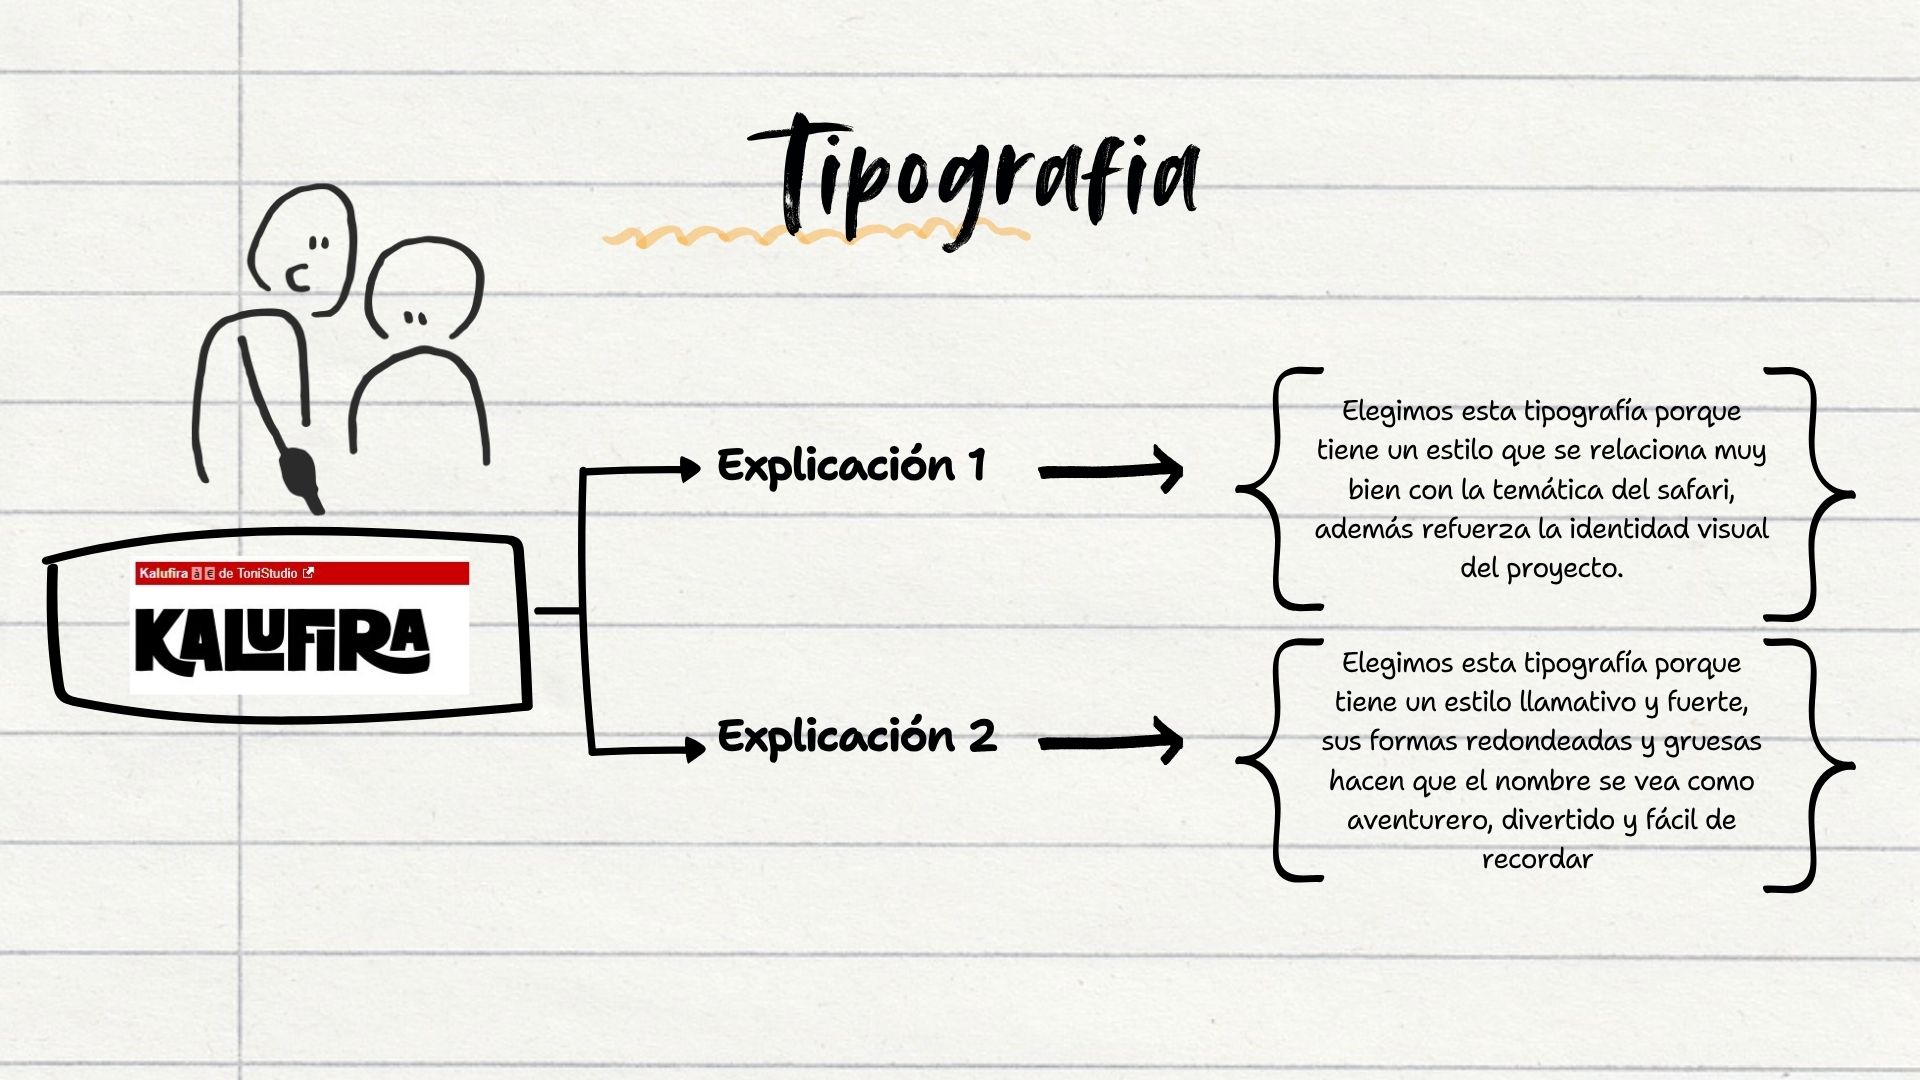 Tipografia
Kalufira à € de ToniStudio
KALUFIRA
Explicación 1
Elegimos esta tipografía porque
tiene un estilo que se relaciona muy
bien con la temática del safari,
además refuerza la identidad visual
del proyecto.
Explicación 2
Elegimos esta tipografía porque
tiene un estilo llamativo y fuerte,
sus formas redondeadas y gruesas
hacen que el nombre se vea como
aventurero, divertido y fácil de
recordar